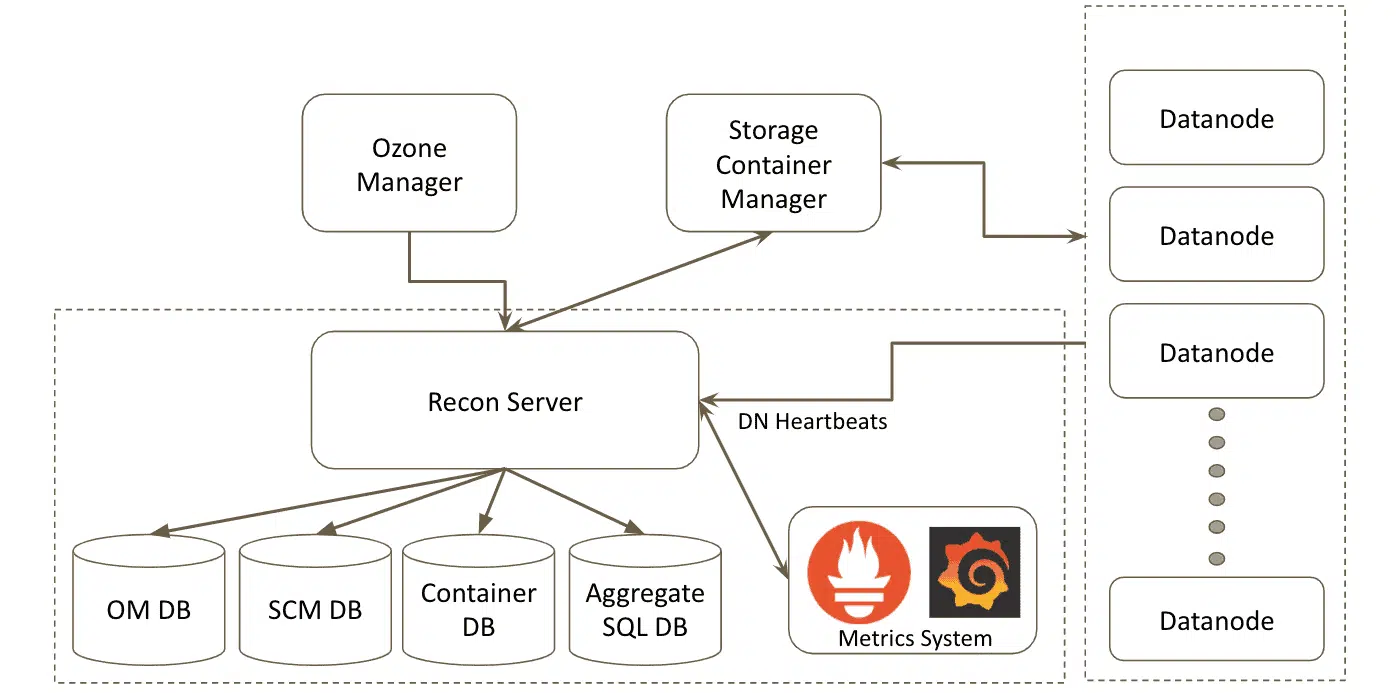 Ozone
Manager
Storage
Container
Manager
Datanode
Datanode
Datanode
Recon Server
DN Heartbeats
OM DB
SCM DB
Container
DB
Aggregate
SQL DB
Metrics System
Datanode